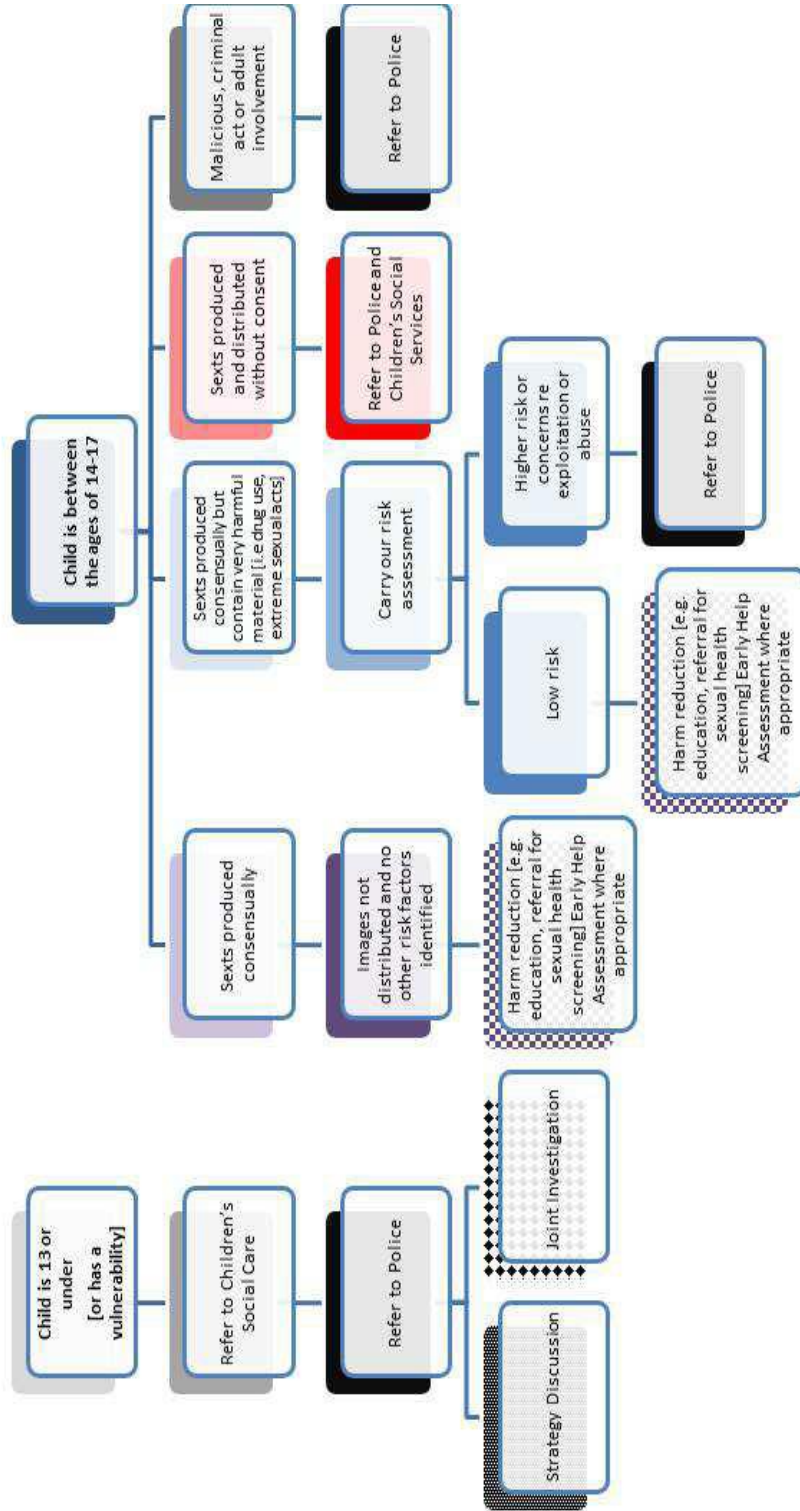 Child is 13 or
under
[or has a
vulnerability]
Refer to Children's
Social Care
Refer to Police
Strategy Discussion
Joint Investigation
Child is between
the ages of 14-17
Sexts produced
consensually
Images not
distributed and no
other risk factors
identified
Harm reduction [e.g.
education, referral for
sexual health
screening] Early Help
Assessment where
appropriate
Sexts produced
consensually but
contain very harmful
material [i.e drug use,
extreme sexual acts]
Carry our risk
assessment
Low risk
Harm reduction [e.g.
education, referral for
sexual health
screening] Early Help
Assessment where
appropriate
Higher risk or
concerns re
exploitation or
abuse
Refer to Police
Sexts produced
and distributed
without consent
Refer to Police and
Children's Social
Services
Malicious, criminal
act or adult
involvement
Refer to Police